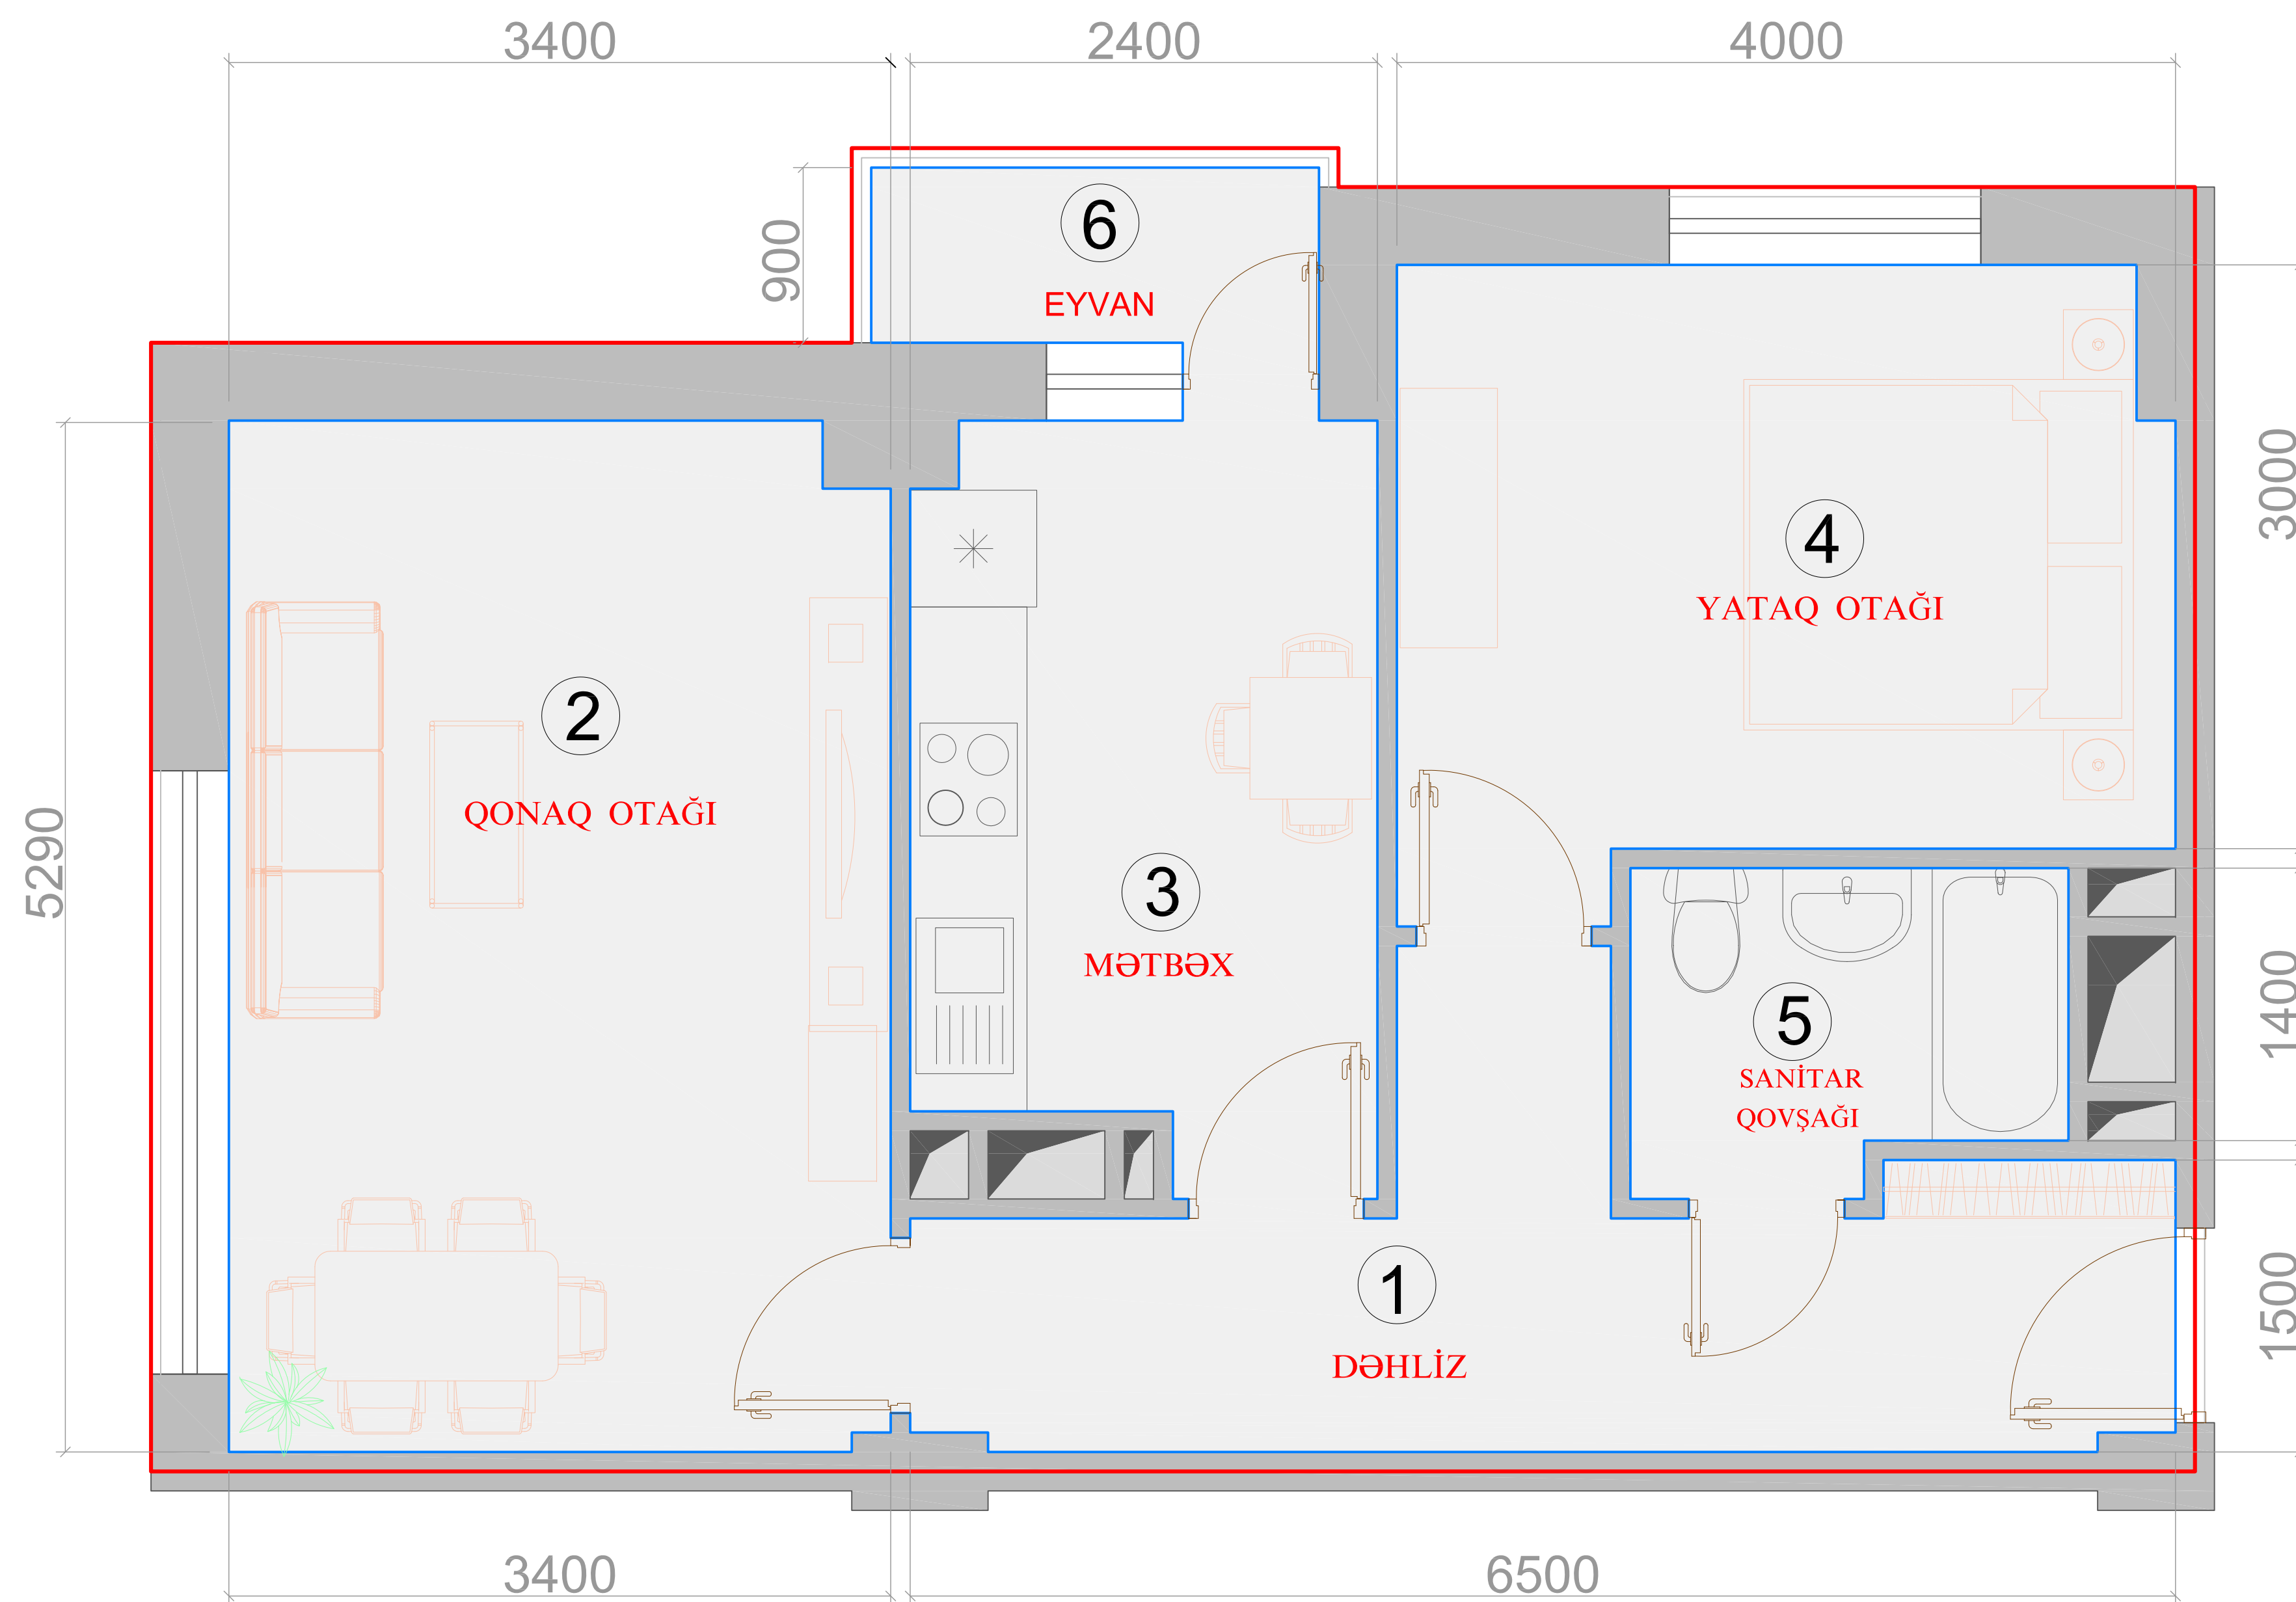 3400
2400
4000
900
6
EYVAN
5290
3000
4
YATAQ OTAĞI
2
QONAQ OTAĞI
3
MƏTBƏX
5
SANİTAR
QOVŞAĞI
1400
1
DƏHLİZ
1500
3400
6500